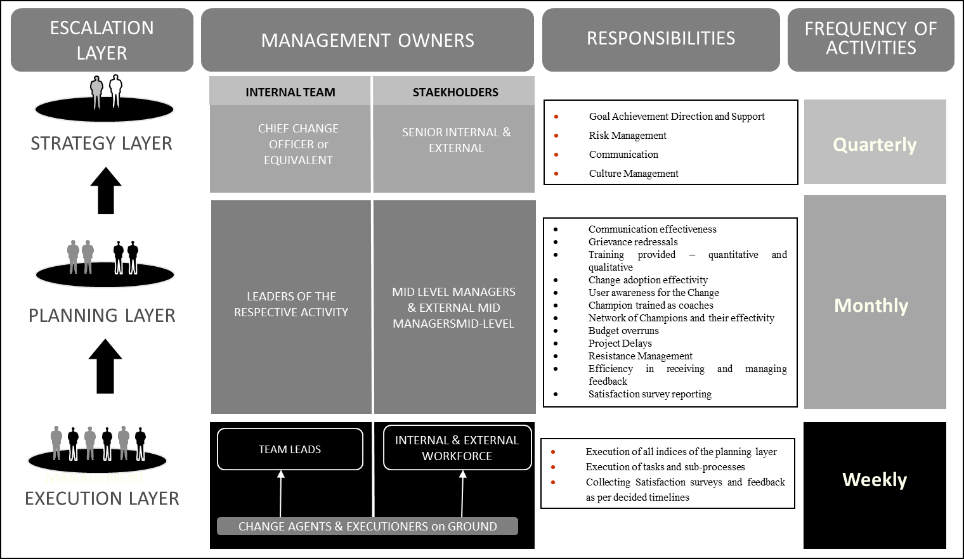 ESCALATION
LAYER
MANAGEMENT OWNERS
RESPONSIBILITIES
FREQUENCY OF
ACTIVITIES
INTERNAL TEAM
STAEKHOLDERS
STRATEGY LAYER
CHIEF CHANGE
OFFICER or
EQUIVALENT
SENIOR INTERNAL &
EXTERNAL
• Goal Achievement Direction and Support
• Risk Management
• Communication
• Culture Management
Quarterly
PLANNING LAYER
LEADERS OF THE
RESPECTIVE ACTIVITY
MID LEVEL MANAGERS
& EXTERNAL MID
MANAGERSMID-LEVEL
• Communication effectiveness
• Grievance redressals
• Training provided – quantitative and
qualitative
• Change adoption effectivity
• User awareness for the Change
• Champion trained as coaches
• Network of Champions and their effectivity
• Budget overruns
• Project Delays
• Resistance Management
• Efficiency in receiving and managing
feedback
• Satisfaction survey reporting
Monthly
EXECUTION LAYER
TEAM LEADS
INTERNAL & EXTERNAL
WORKFORCE
CHANGE AGENTS & EXECUTIONERS on GROUND
• Execution of all indices of the planning layer
• Execution of tasks and sub-processes
• Collecting Satisfaction surveys and feedback
as per decided timelines
Weekly